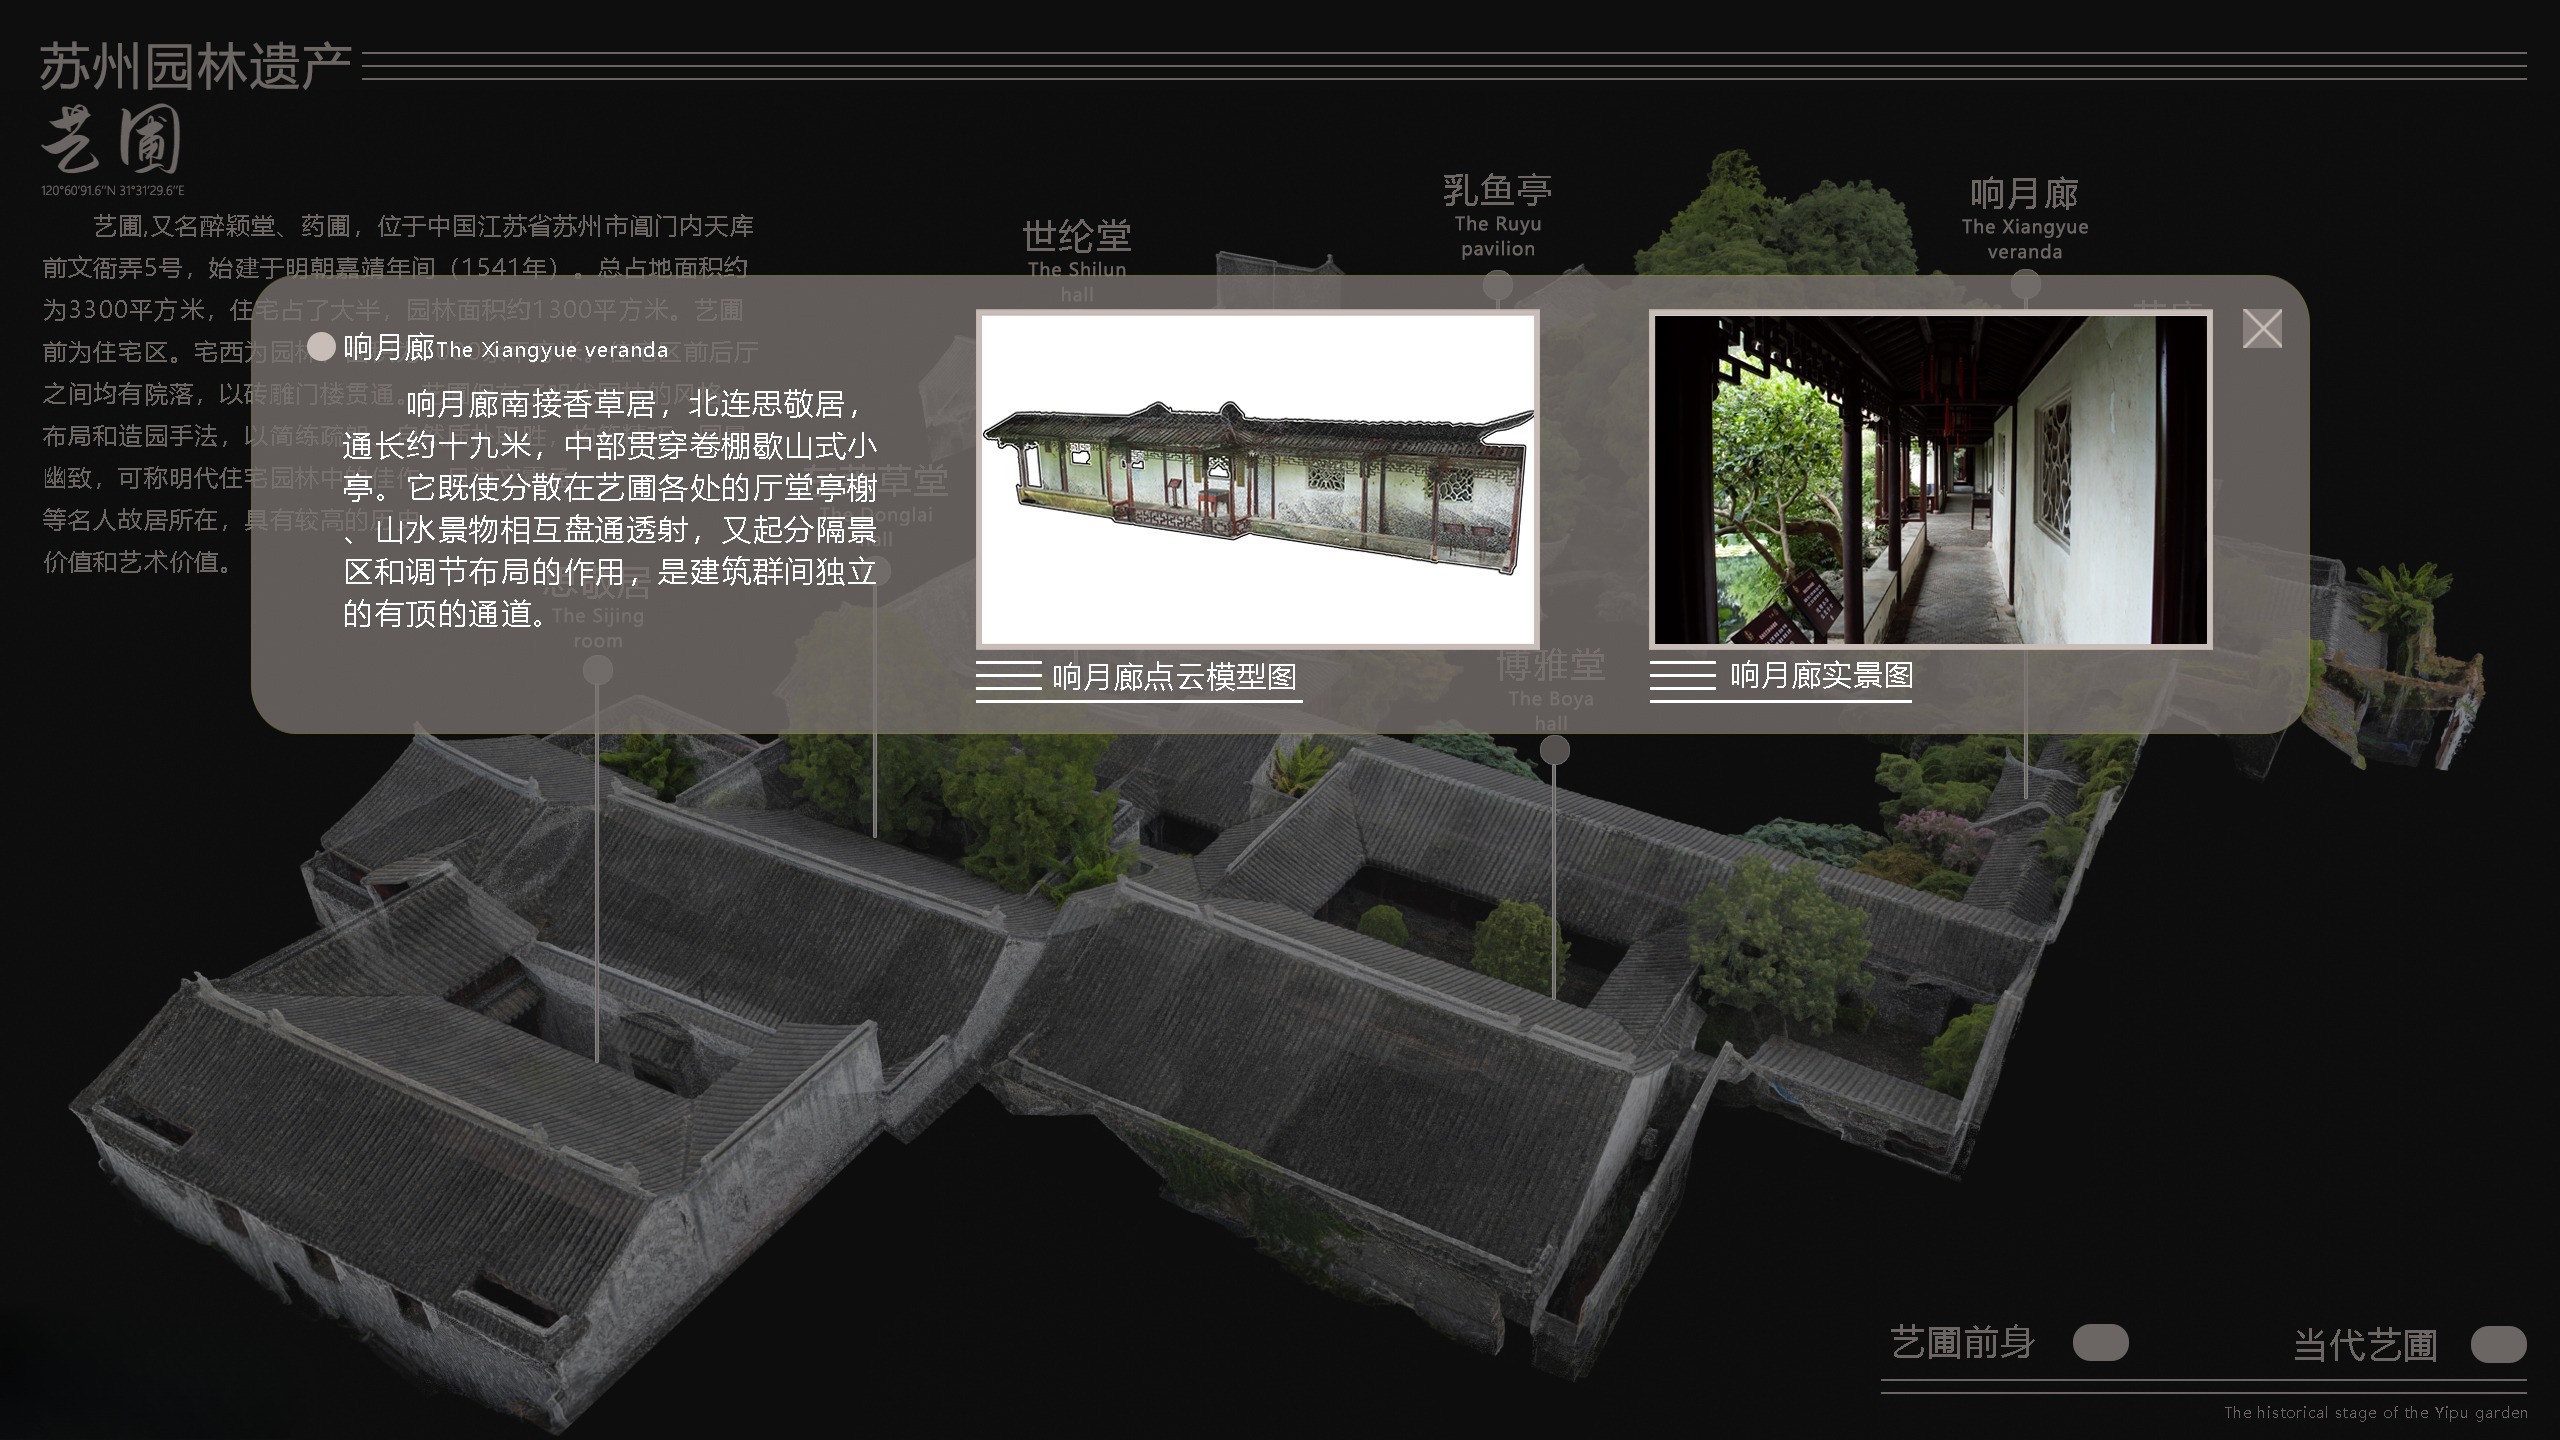 苏州园林遗产
艺圃
120°60'91.6"N 31°31'29.6"E
艺圃,又名醉颖堂、药圃，位于中国江苏省苏州市阊门内天库
前文衙弄5号，始建于明朝嘉靖年间（1541年）。总占地面积约
为3300平方米，住宅占了大半，园林面积约1300平方米。艺圃
前为住宅区。宅西为园林 区前后厅
之间均有院落，以砖雕门楼贯通。 的风格
布局和造园手法，以简练疏
幽致，可称明代住宅园林中的佳作
等名人故居所在，具有较高的历史
价值和艺术价值。
世纶堂
The Shilun
hall
乳鱼亭
The Ruyu
pavilion
响月廊
The Xiangyue
veranda
响月廊The Xiangyue veranda
响月廊南接香草居，北连思敬居，
通长约十九米，中部贯穿卷棚歇山式小
亭。它既使分散在艺圃各处的厅堂亭榭
、山水景物相互盘通透射，又起分隔景
区和调节布局的作用，是建筑群间独立
的有顶的通道。
草堂
The Donglai
思敬居
The Sijing
room
响月廊点云模型图
响月廊实景图
博雅堂
The Boya
hall
艺圃前身
当代艺圃
The historical stage of the Yipu garden